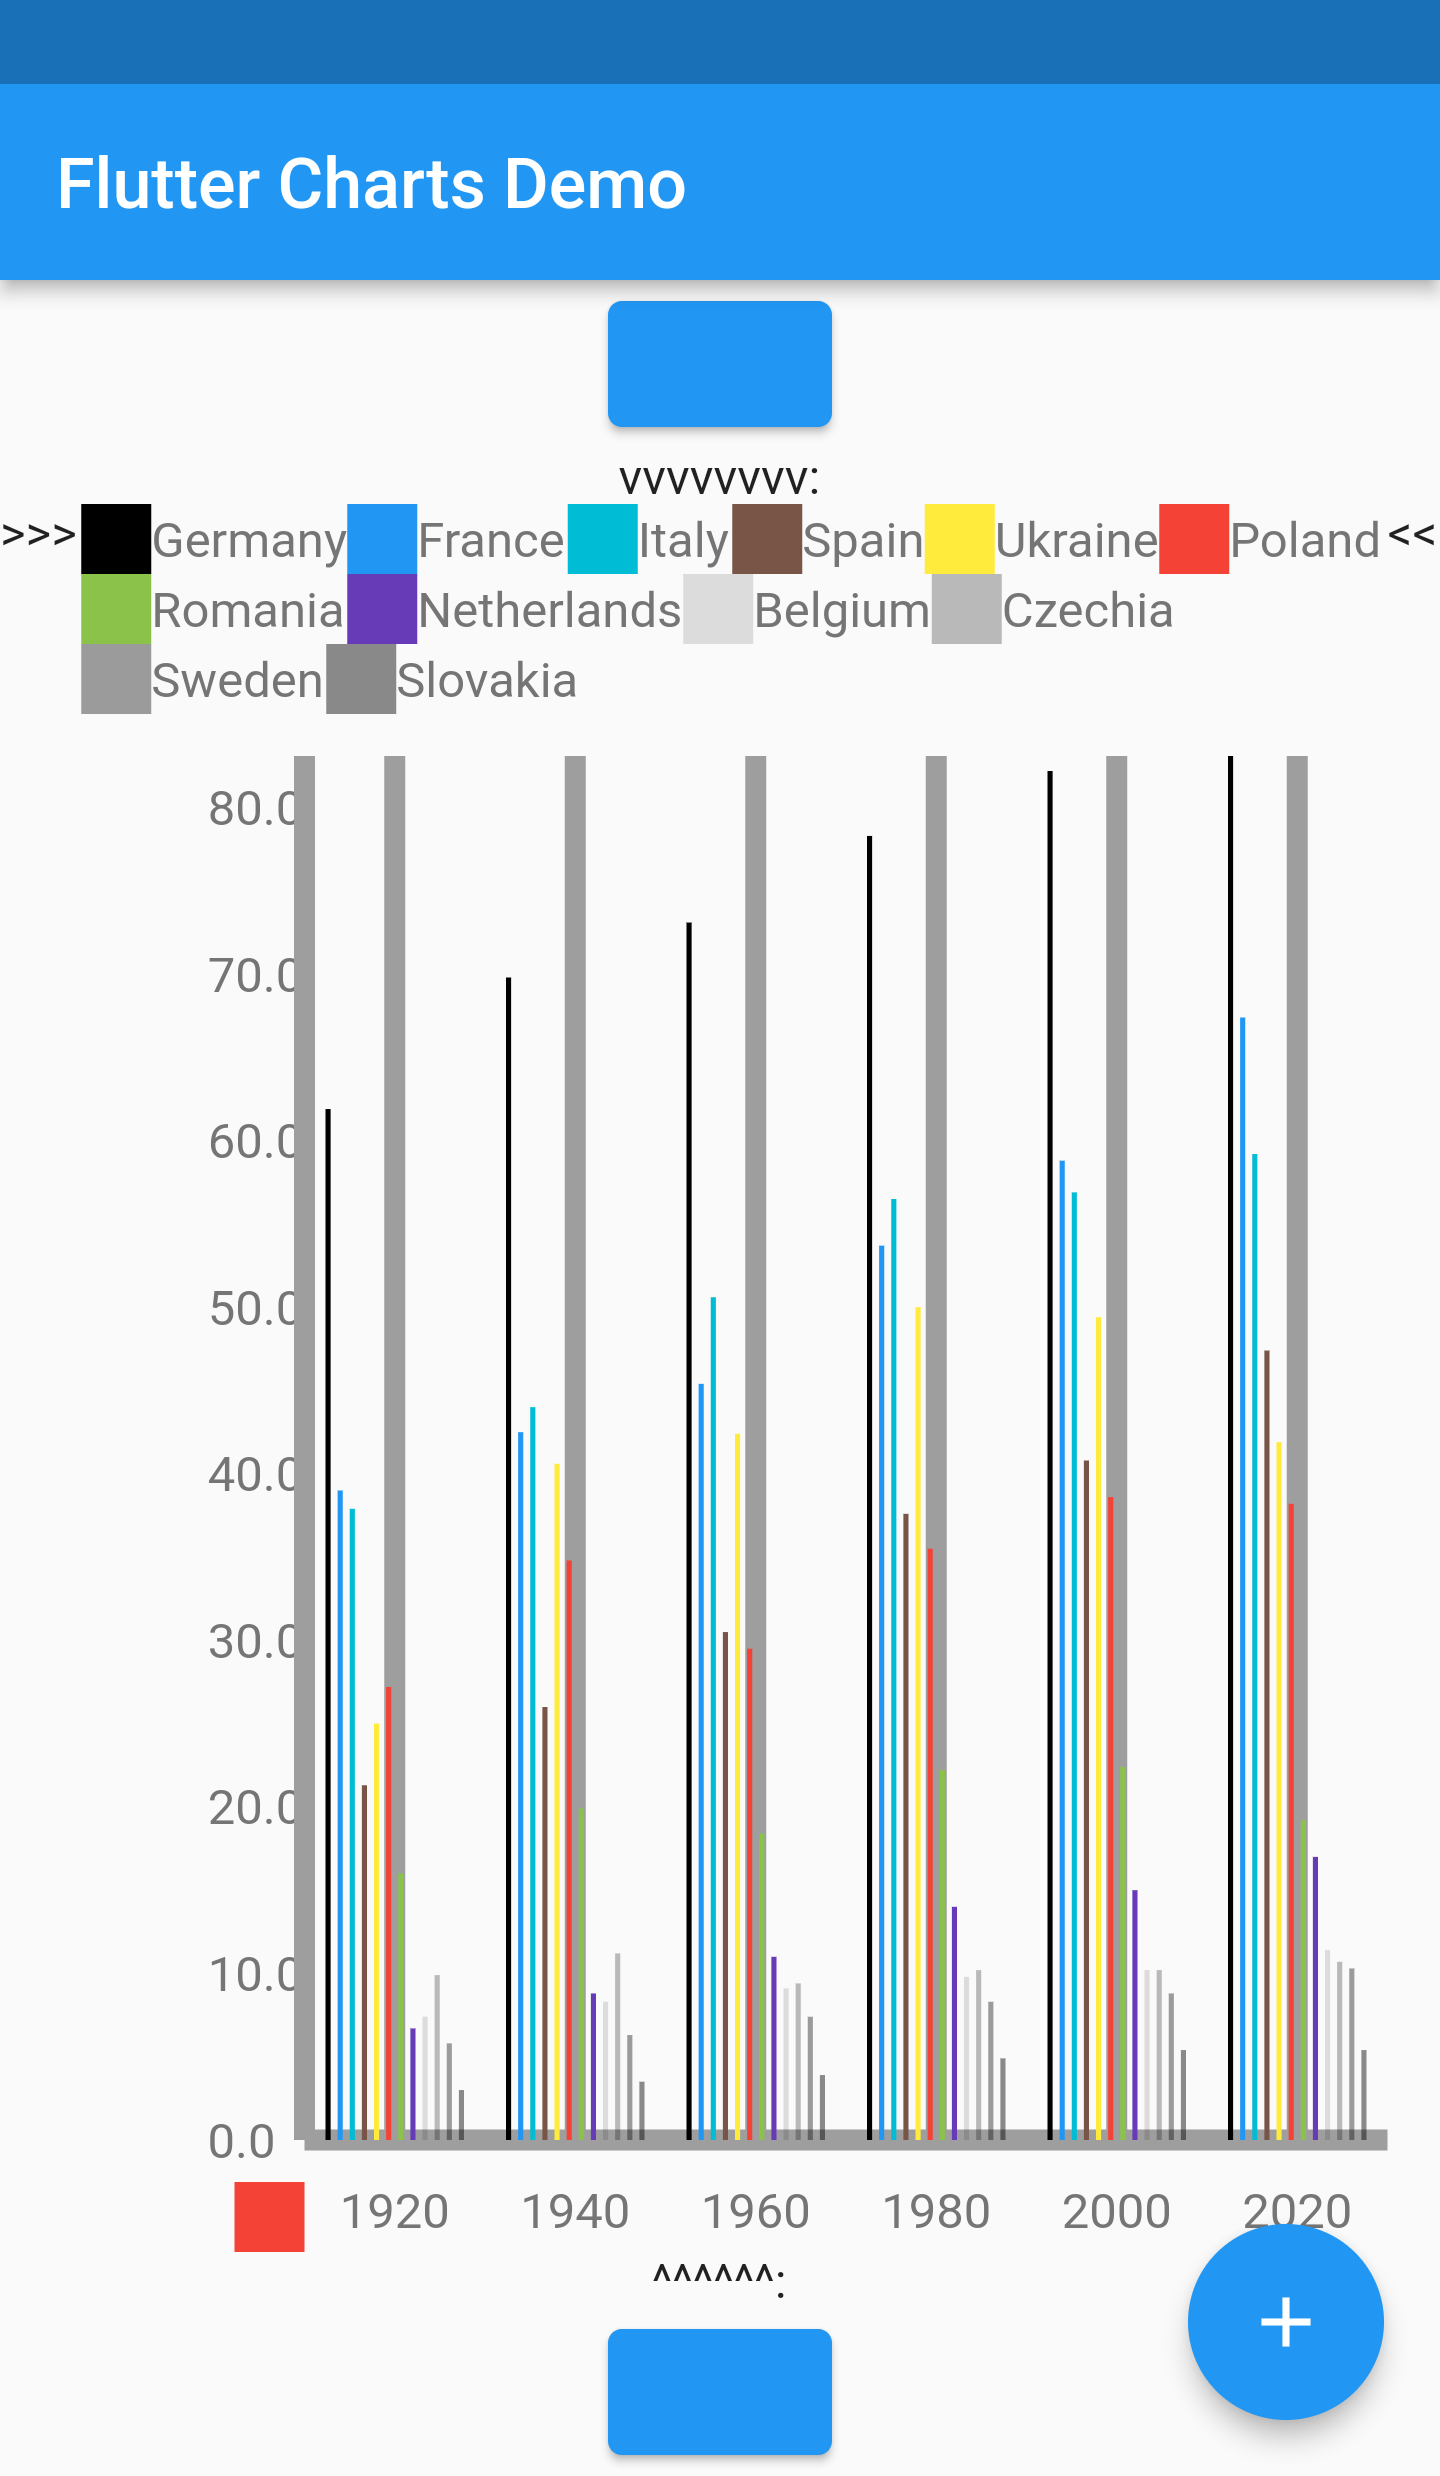 Flutter Charts Demo
vvvvvvvv:
>>> Germany France Italy Spain Ukraine Poland <<
Romania Netherlands Belgium Czechia
Sweden Slovakia
80.0
70.0
60.0
50.0
40.0
30.0
20.0
10.0
0.0
1920 1940 1960 1980 2000 2020
^^^^^^:
+